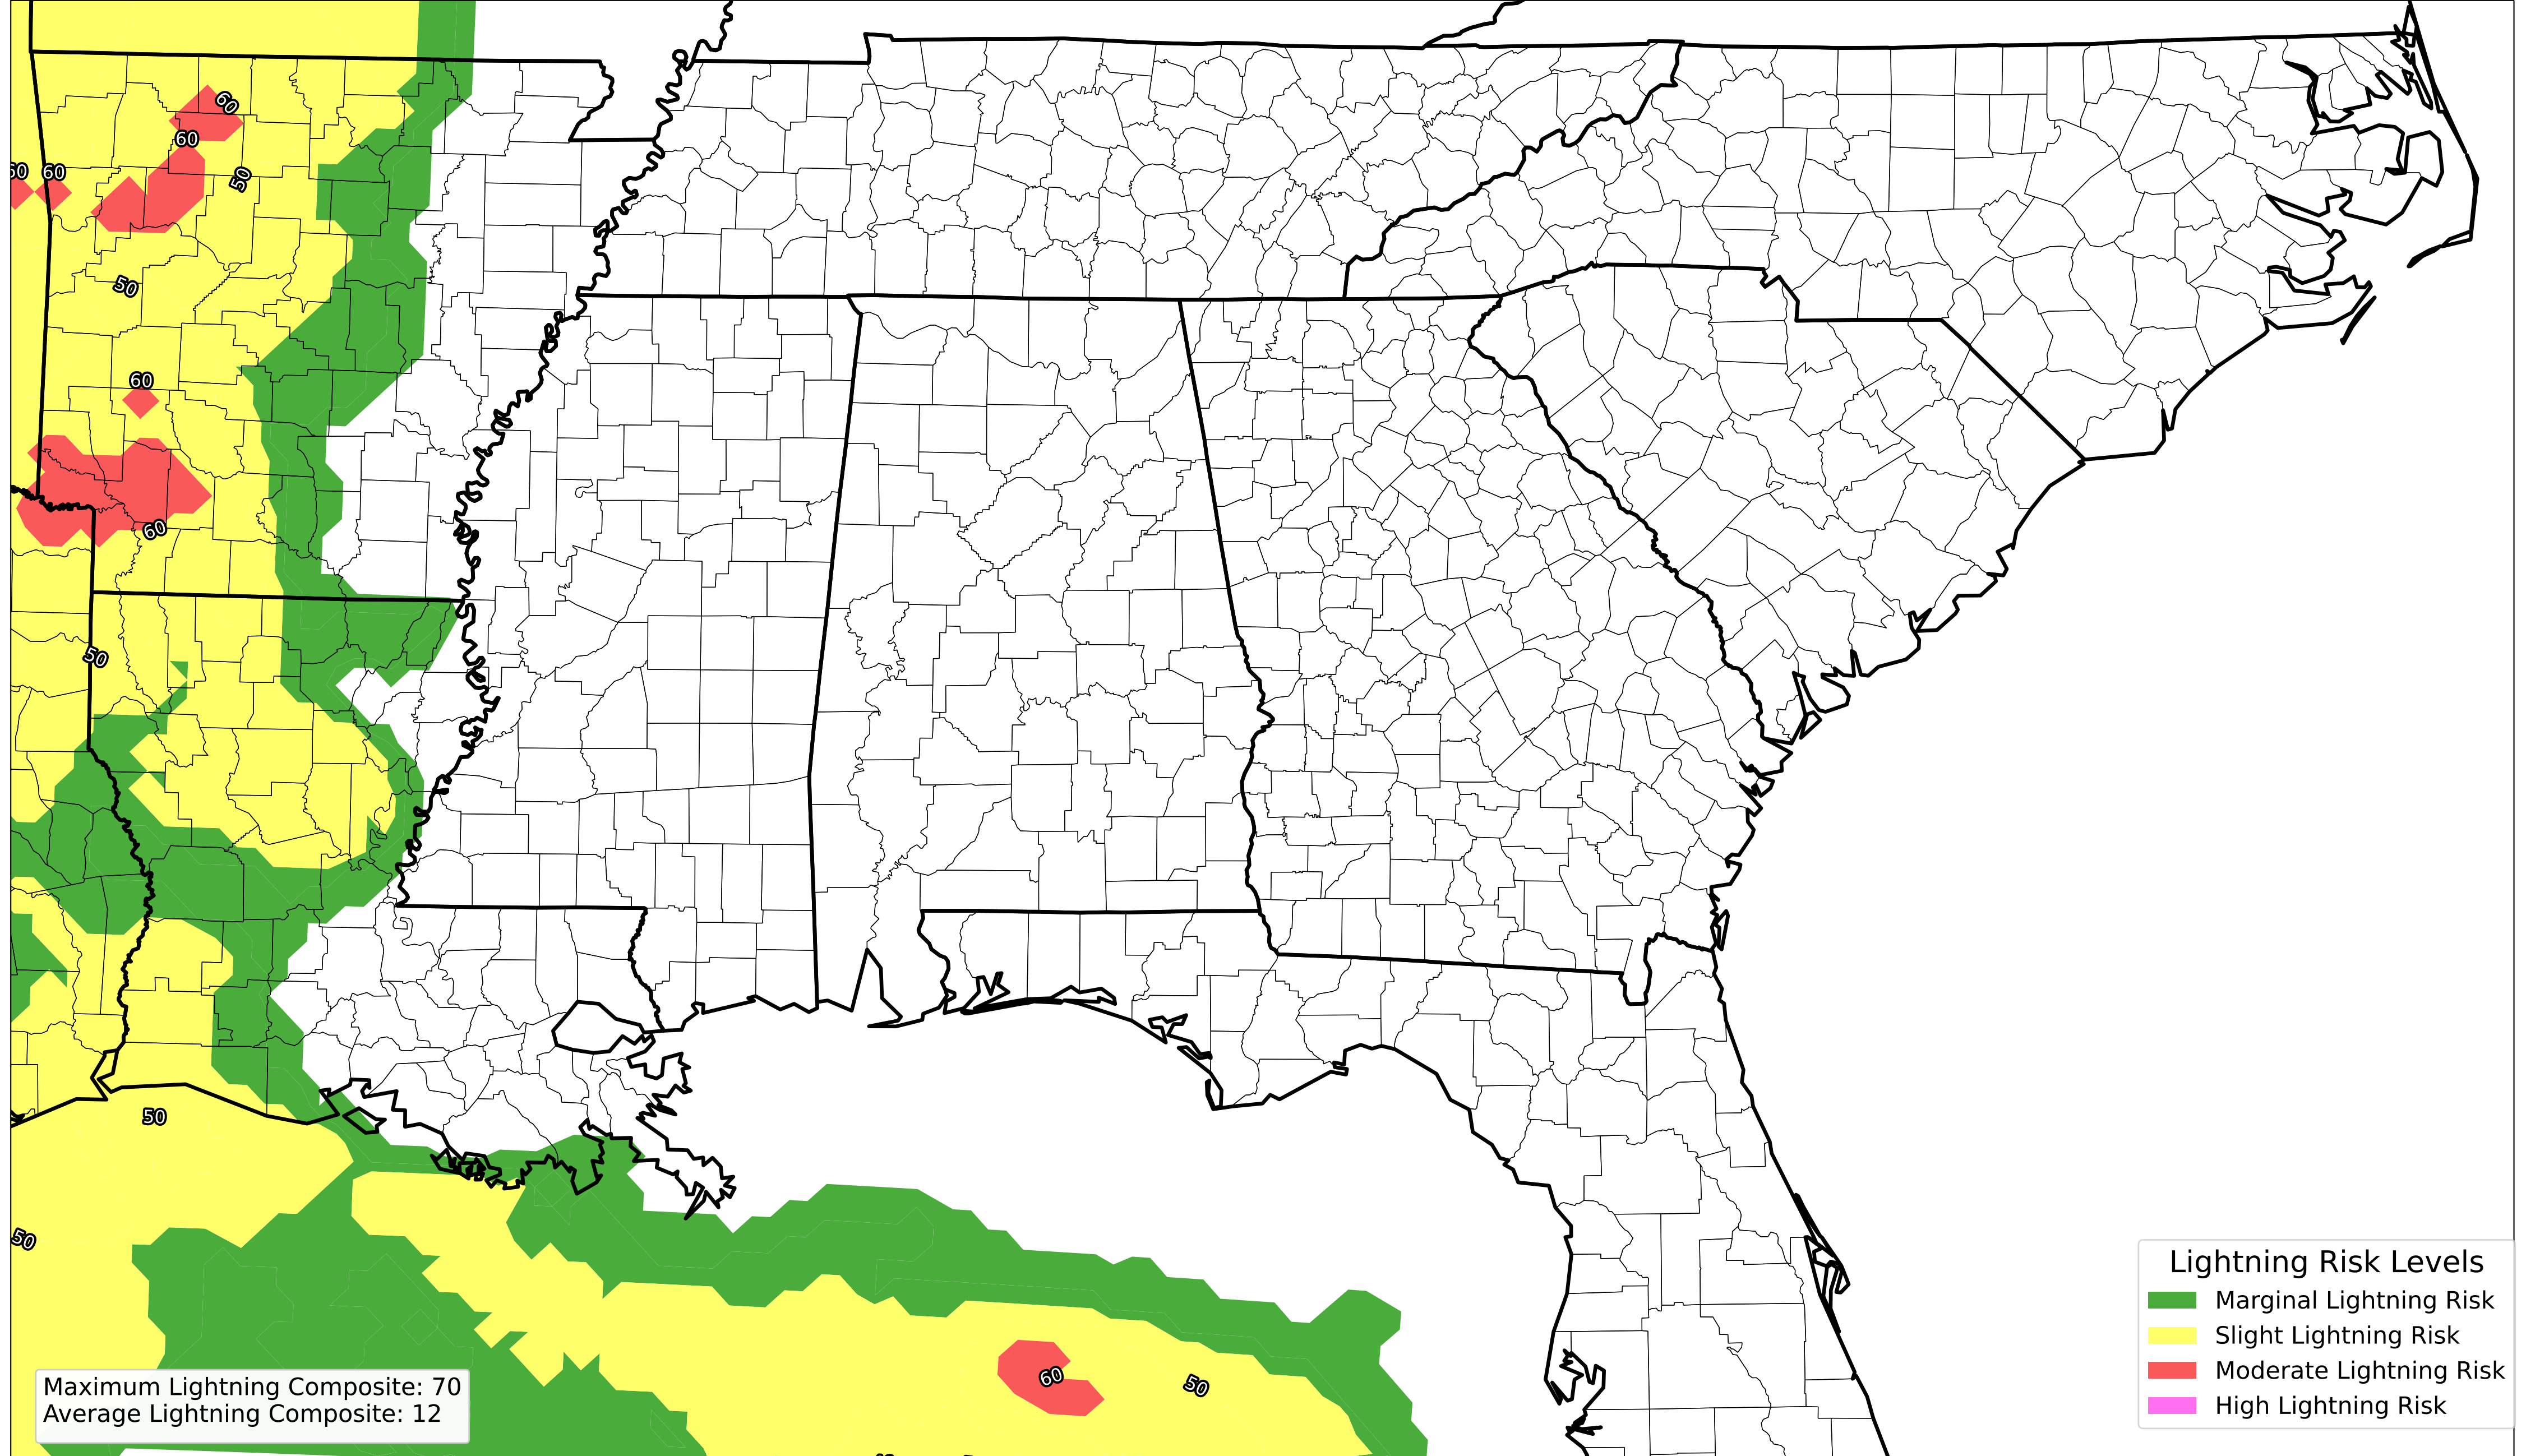 60
60
50
60
50
50
60
60
50
50
50
60
50
Lightning Risk Levels
Marginal Lightning Risk
Slight Lightning Risk
Moderate Lightning Risk
High Lightning Risk
Maximum Lightning Composite: 70
Average Lightning Composite: 12